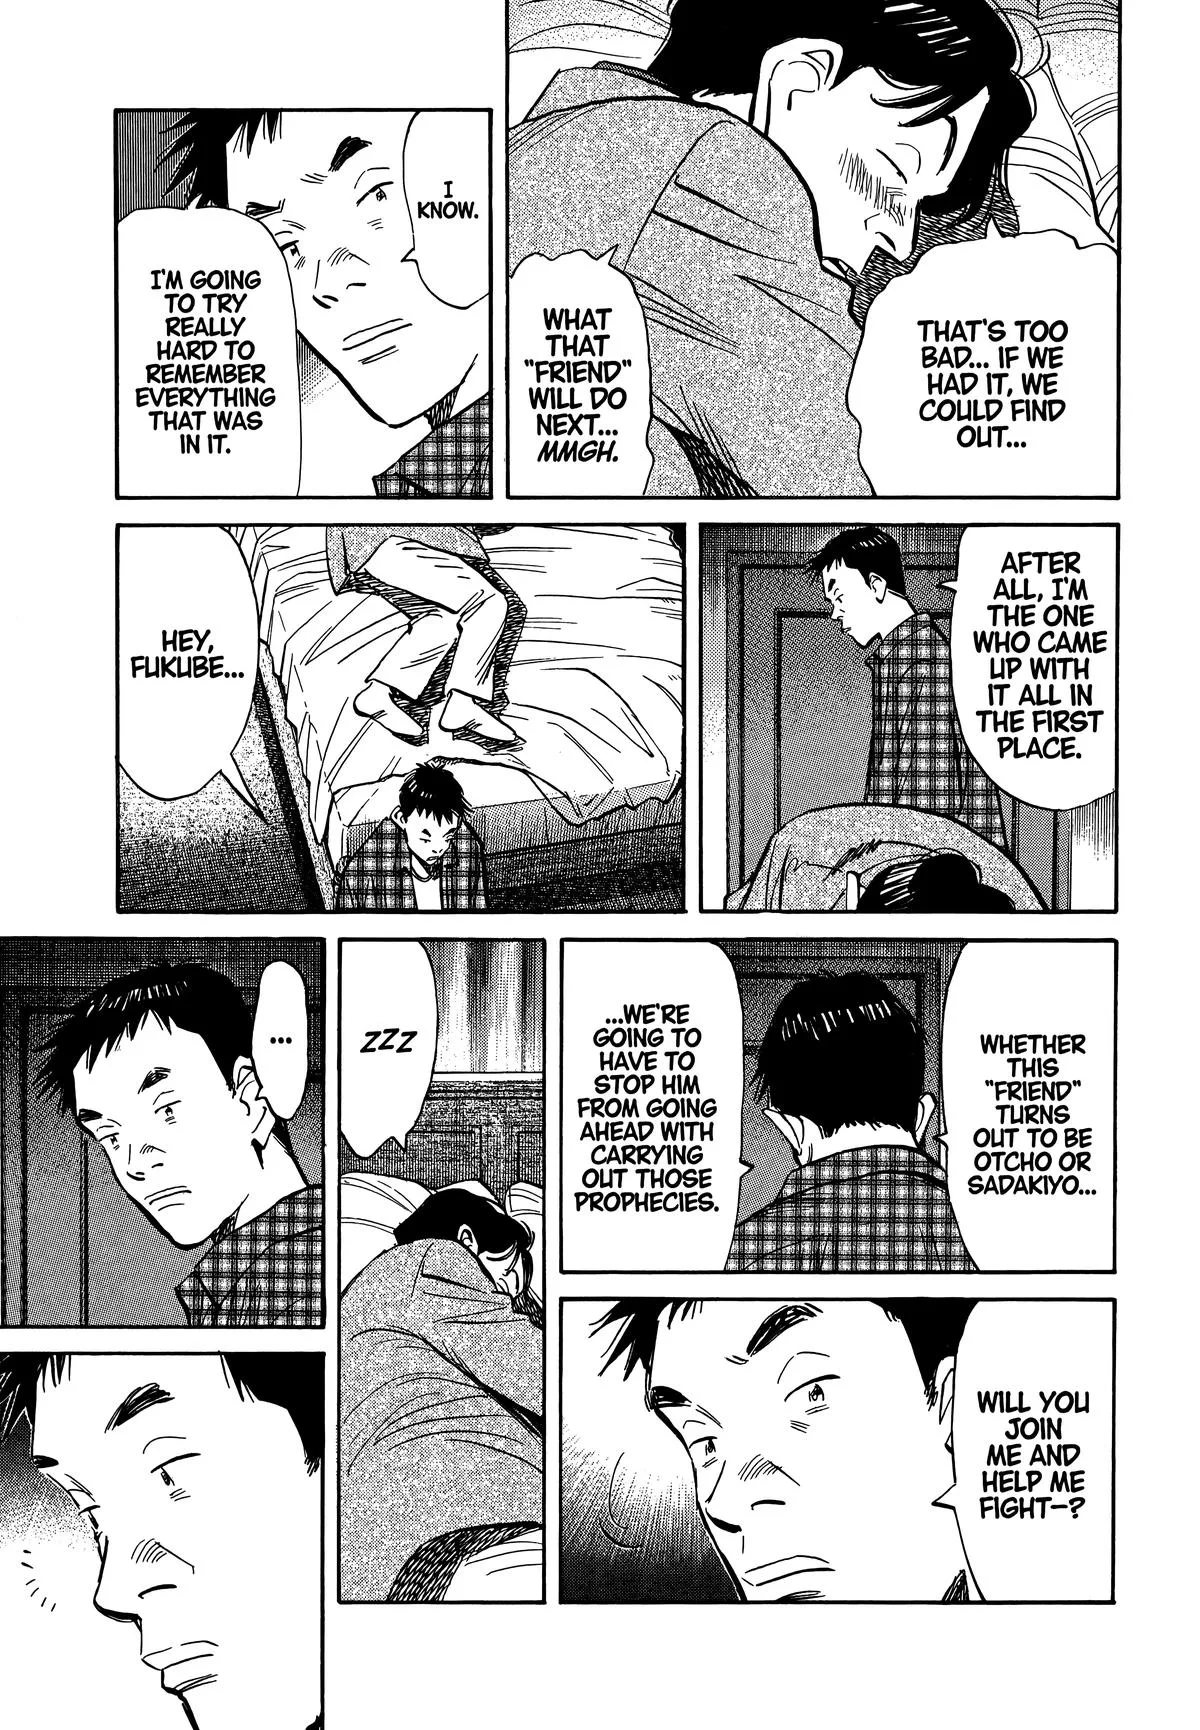 THAT'S TOO
BAD... IF WE
HAD IT, WE
COULD FIND
OUT...
WHAT
THAT
"FRIEND"
WILL DO
NEXT...
MMGH.
I
KNOW.
I'M GOING
TO TRY
REALLY
HARD TO
REMEMBER
EVERYTHING
THAT WAS
IN IT.
AFTER
ALL, I'M
THE ONE
WHO CAME
UP WITH
IT ALL IN
THE FIRST
PLACE.
HEY,
FUKUBE...
WHETHER
THIS
"FRIEND"
TURNS
OUT TO BE
OTCHO OR
SADAKIYO...
...WE'RE
GOING TO
HAVE TO
STOP HIM
FROM GOING
AHEAD WITH
CARRYING
OUT THOSE
PROPHECIES.
WILL YOU
JOIN
ME AND
HELP ME
FIGHT--?
ZZZ
...